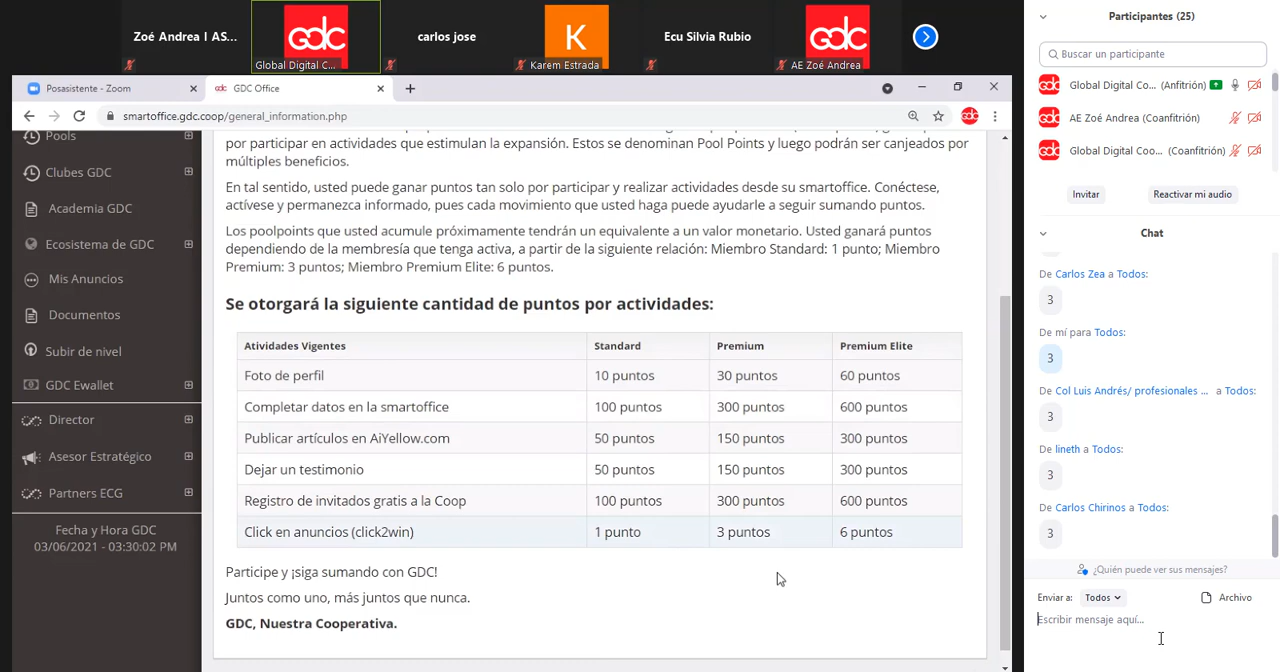 Zoé Andrea I AS...
gdc
Global Digital C...
carlos jose
K
Karem Estrada
Ecu Silvia Rubio
gdc
AE Zoé Andrea
Posasistente - Zoom
gdc GDC Office
smartoffice.gdc.coop/general_information.php
Pools
Clubes GDC
Academia GDC
Ecosistema de GDC
Mis Anuncios
Documentos
Subir de nivel
GDC Ewallet
Director
Asesor Estratégico
Partners ECG
Fecha y Hora GDC
03/06/2021 - 3:30:02 PM
por participar en actividades que estimulan la expansión. Estos se denominan Pool Points y luego podrán ser canjeados por
múltiples beneficios.
En tal sentido, usted puede ganar puntos tan solo por participar y realizar actividades desde su smartoffice. Conéctese,
actívese y permanezca informado, pues cada movimiento que usted haga puede ayudarle a seguir sumando puntos.
Los poolpoints que usted acumule próximamente tendrán un equivalente a un valor monetario. Usted ganará puntos
dependiendo de la membresía que tenga activa, a partir de la siguiente relación: Miembro Standard: 1 punto; Miembro
Premium: 3 puntos; Miembro Premium Elite: 6 puntos.
Se otorgará la siguiente cantidad de puntos por actividades:
Atividades Vigentes Standard Premium Premium Elite
Foto de perfil 10 puntos 30 puntos 60 puntos
Completar datos en la smartoffice 100 puntos 300 puntos 600 puntos
Publicar artículos en AiYellow.com 50 puntos 150 puntos 300 puntos
Dejar un testimonio 50 puntos 150 puntos 300 puntos
Registro de invitados gratis a la Coop 100 puntos 300 puntos 600 puntos
Click en anuncios (click2win) 1 punto 3 puntos 6 puntos
Participe y ¡siga sumando con GDC!
Juntos como uno, más juntos que nunca.
GDC, Nuestra Cooperativa.
Participantes (25)
Buscar un participante
Global Digital Co... (Anfitrión)
AE Zoé Andrea (Coanfitrión)
Global Digital Coo... (Coanfitrión)
Invitar
Reactivar mi audio
Chat
De Carlos Zea a Todos:
3
De mí para Todos:
3
De Col Luis Andrés/ profesionales ... a Todos:
3
De lineth a Todos:
3
De Carlos Chirinos a Todos:
3
¿Quién puede ver sus mensajes?
Enviar a: Todos
Archivo
Escribir mensaje aquí...